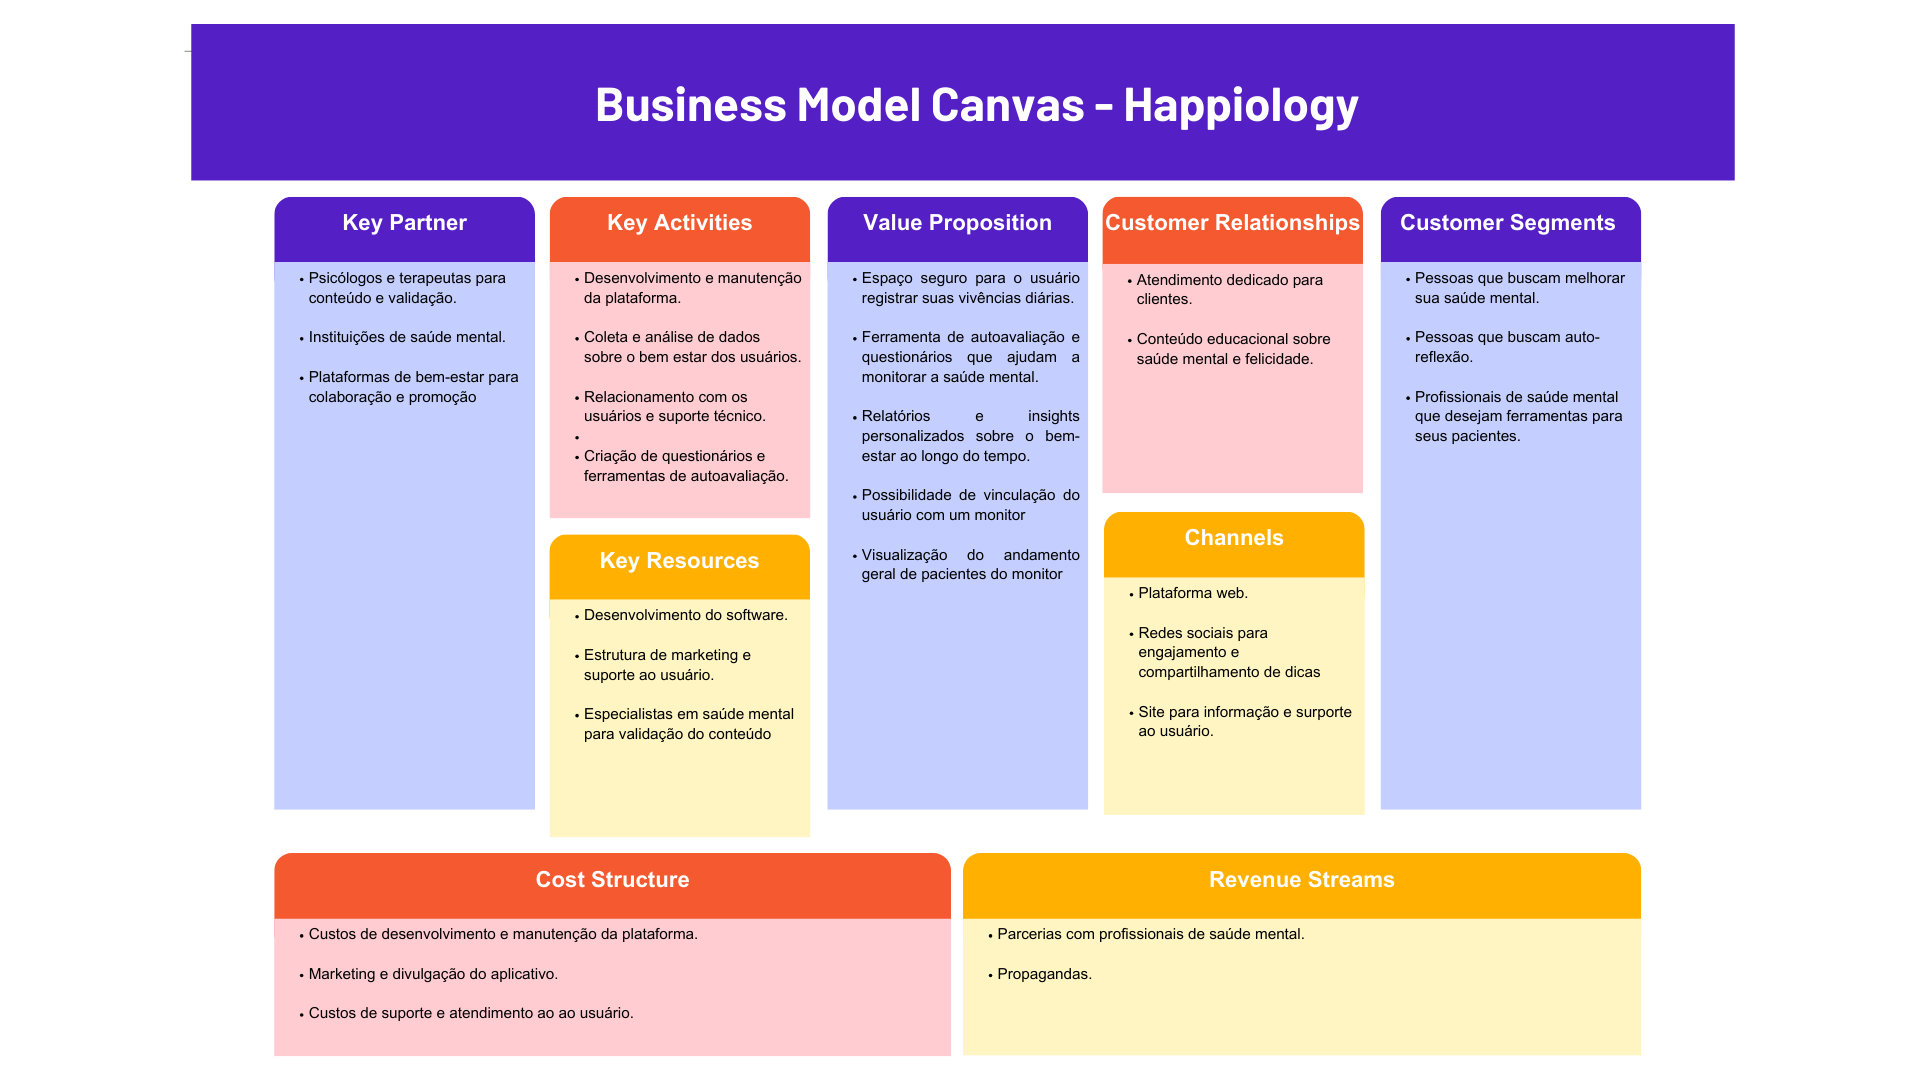 Business Model Canvas - Happiology
Key Partner
• Psicólogos e terapeutas para
conteúdo e validação.
• Instituições de saúde mental.
• Plataformas de bem-estar para
colaboração e promoção
Key Activities
• Desenvolvimento e manutenção
da plataforma.
• Coleta e análise de dados
sobre o bem estar dos usuários.
• Relacionamento com os
usuários e suporte técnico.
•
• Criação de questionários e
ferramentas de autoavaliação.
Key Resources
• Desenvolvimento do software.
• Estrutura de marketing e
suporte ao usuário.
• Especialistas em saúde mental
para validação do conteúdo
Value Proposition
• Espaço seguro para o usuário
registrar suas vivências diárias.
• Ferramenta de autoavaliação e
questionários que ajudam a
monitorar a saúde mental.
• Relatórios e insights
personalizados sobre o bem-
estar ao longo do tempo.
• Possibilidade de vinculação do
usuário com um monitor
• Visualização do andamento
geral de pacientes do monitor
Customer Relationships
• Atendimento dedicado para
clientes.
• Conteúdo educacional sobre
saúde mental e felicidade.
Channels
• Plataforma web.
• Redes sociais para
engajamento e
compartilhamento de dicas
• Site para informação e surporte
ao usuário.
Customer Segments
• Pessoas que buscam melhorar
sua saúde mental.
• Pessoas que buscam auto-
reflexão.
• Profissionais de saúde mental
que desejam ferramentas para
seus pacientes.
Cost Structure
• Custos de desenvolvimento e manutenção da plataforma.
• Marketing e divulgação do aplicativo.
• Custos de suporte e atendimento ao ao usuário.
Revenue Streams
• Parcerias com profissionais de saúde mental.
• Propagandas.